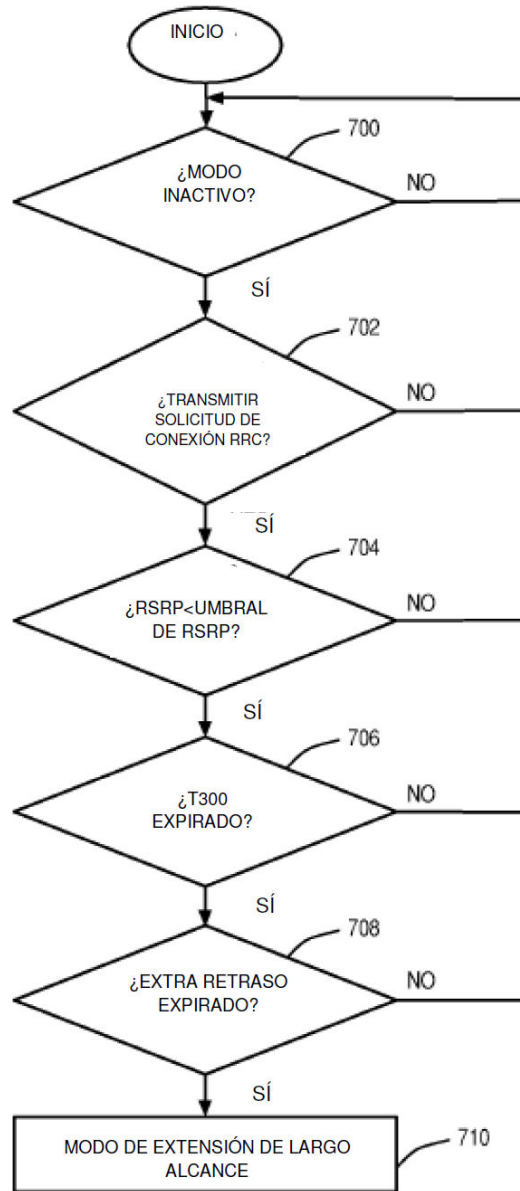 INICIO
700
¿MODO
INACTIVO?
NO
SÍ
702
¿TRANSMITIR
SOLICITUD DE
CONEXIÓN RRC?
NO
SÍ
704
¿RSRP<UMBRAL
DE RSRP?
NO
SÍ
706
¿T300
EXPIRADO?
NO
SÍ
708
¿EXTRA RETRASO
EXPIRADO?
NO
SÍ
MODO DE EXTENSIÓN DE LARGO
ALCANCE
710